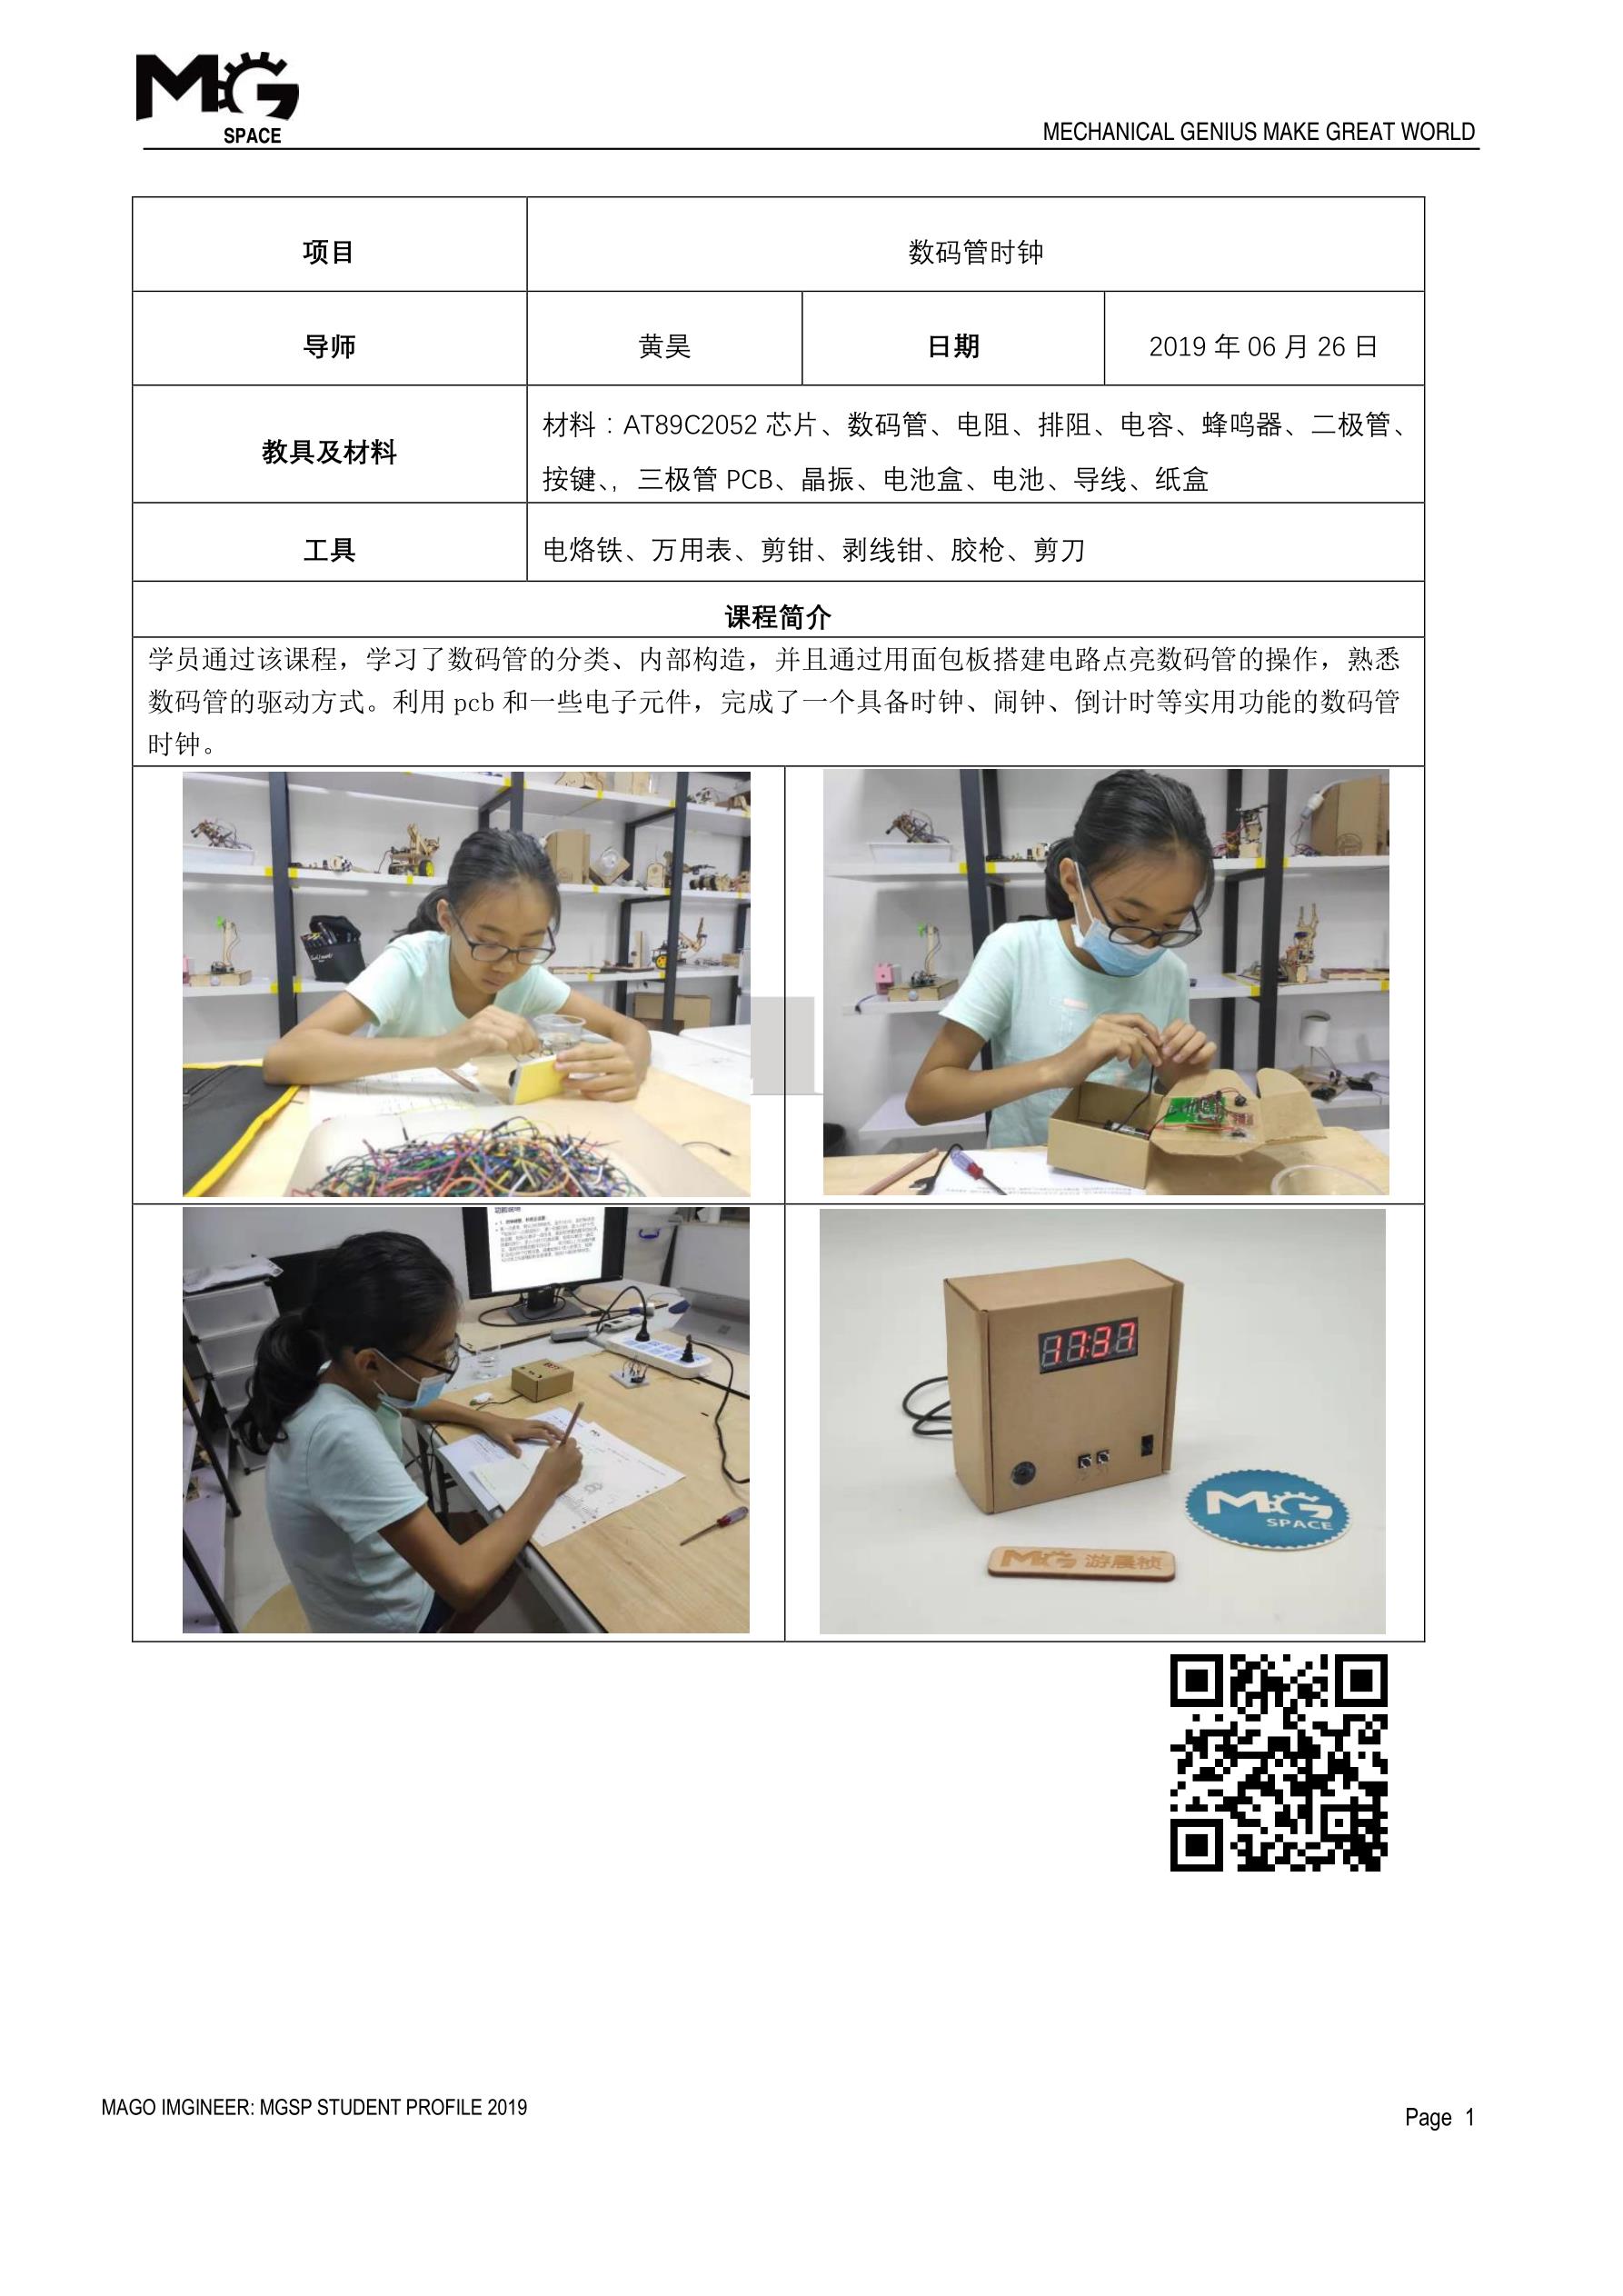 MG
SPACE
MECHANICAL GENIUS MAKE GREAT WORLD
项目
数码管时钟
导师
黄昊
日期
2019 年 06 月 26 日
教具及材料
材料：AT89C2052 芯片、数码管、电阻、排阻、电容、蜂鸣器、二极管、
按键、， 三极管 PCB、晶振、电池盒、电池、导线、纸盒
工具
电烙铁、万用表、剪钳、剥线钳、胶枪、剪刀
课程简介
学员通过该课程，学习了数码管的分类、内部构造，并且通过用面包板搭建电路点亮数码管的操作，熟悉
数码管的驱动方式。利用 pcb 和一些电子元件，完成了一个具备时钟、闹钟、倒计时等实用功能的数码管
时钟。
17:37
MG
SPACE
MG 游晨桢
MAGO IMGINEER: MGSP STUDENT PROFILE 2019
Page 1